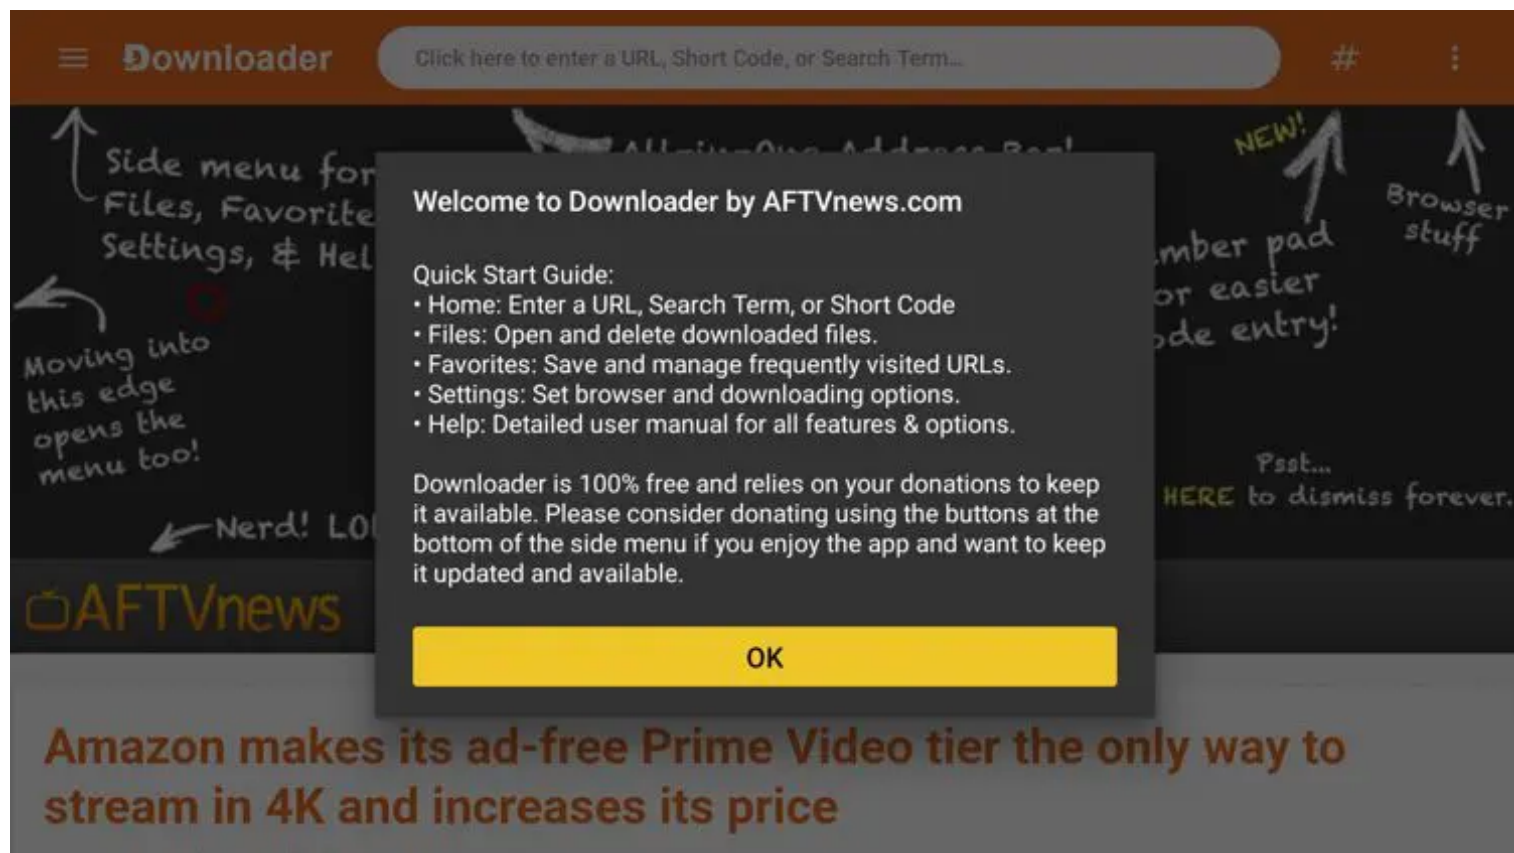 Downloader
Click here to enter a URL, Short Code, or Search Term...
#
NEW!
All-in-One Address Bar!
Side menu for
Files, Favorite
Settings, & Hel
Browser
stuff
mber pad
or easier
ode entry!
Moving into
this edge
opens the
menu too!
Psst...
HERE to dismiss forever.
Nerd! LO
Welcome to Downloader by AFTVnews.com
Quick Start Guide:
• Home: Enter a URL, Search Term, or Short Code
• Files: Open and delete downloaded files.
• Favorites: Save and manage frequently visited URLs.
• Settings: Set browser and downloading options.
• Help: Detailed user manual for all features & options.
Downloader is 100% free and relies on your donations to keep
it available. Please consider donating using the buttons at the
bottom of the side menu if you enjoy the app and want to keep
it updated and available.
OK
AFTVnews
Amazon makes its ad-free Prime Video tier the only way to
stream in 4K and increases its price